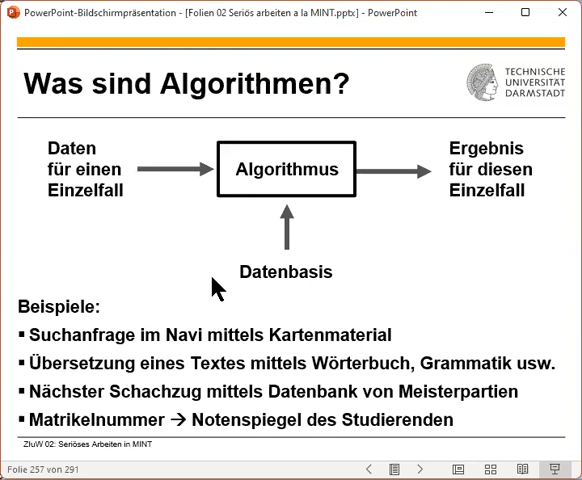 PowerPoint-Bildschirmpräsentation - [Folien 02 Seriös arbeiten a la MINT.pptx] - PowerPoint
Was sind Algorithmen?
TECHNISCHE
UNIVERSITÄT
DARMSTADT
Daten
für einen
Einzelfall
Algorithmus
Ergebnis
für diesen
Einzelfall
Datenbasis
Beispiele:
▪ Suchanfrage im Navi mittels Kartenmaterial
▪ Übersetzung eines Textes mittels Wörterbuch, Grammatik usw.
▪ Nächster Schachzug mittels Datenbank von Meisterpartien
▪ Matrikelnummer → Notenspiegel des Studierenden
ZluW 02: Seriöses Arbeiten in MINT
Folie 257 von 291